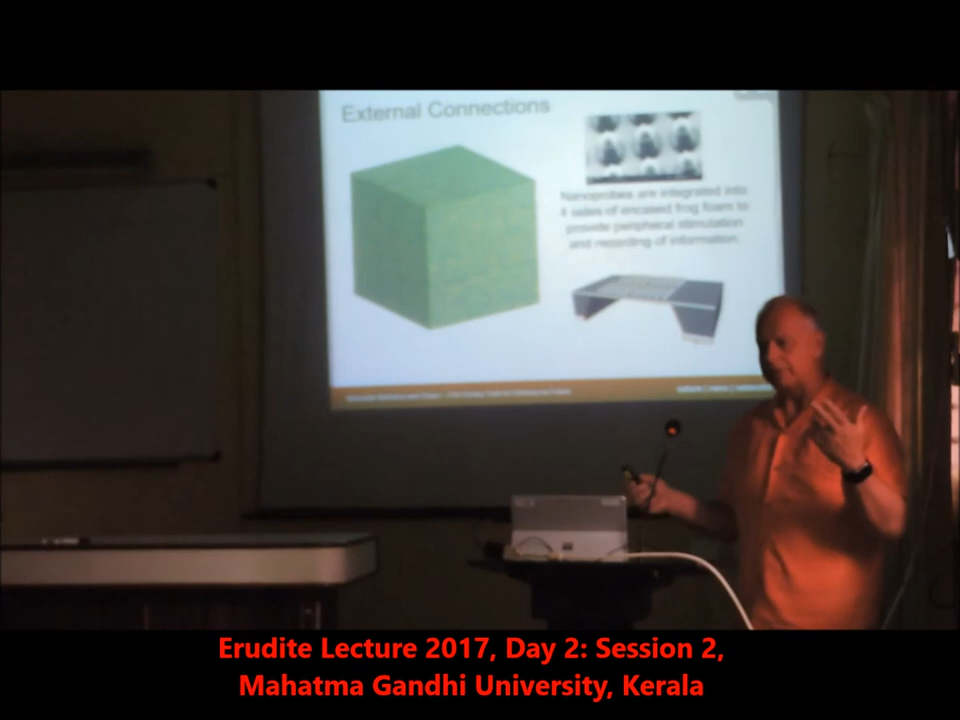 External Connections
Nanoprobes are integrated into
4 sides of encased frog foam to
provide peripheral stimulation
and recording of information.
Erudite Lecture 2017, Day 2: Session 2,
Mahatma Gandhi University, Kerala